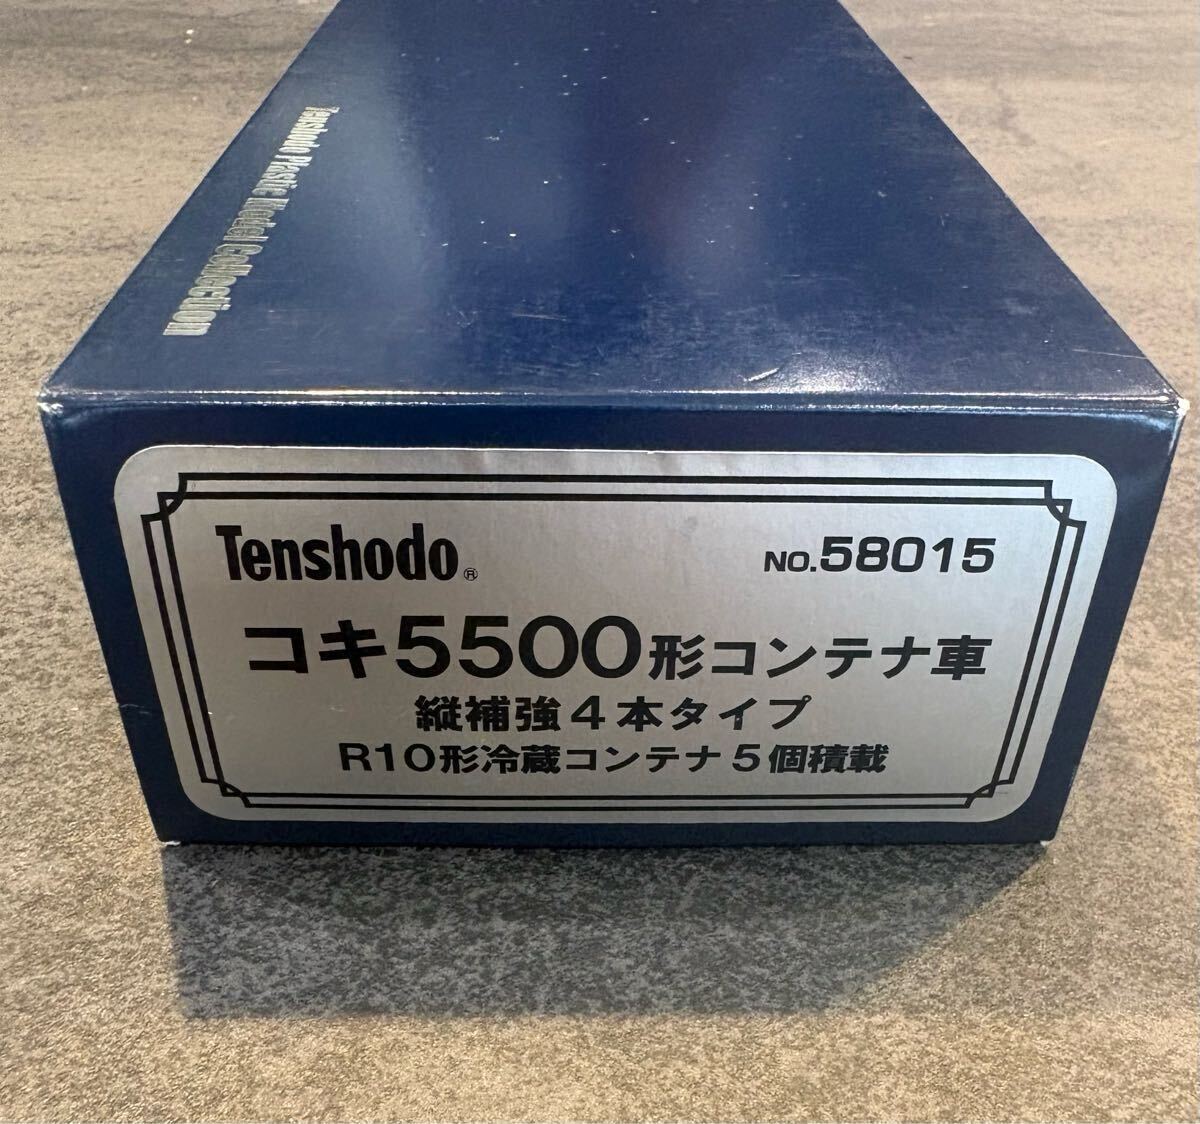 Tenshodo Plastic Model Collection
Tenshodo®
NO.58015
コキ5500形コンテナ車
縦補強4本タイプ
R10形冷蔵コンテナ5個積載